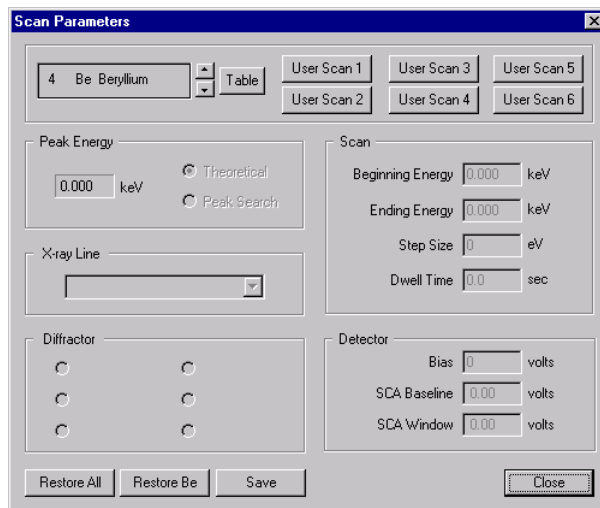 Scan Parameters
4 Be Beryllium
Table
User Scan 1
User Scan 3
User Scan 5
User Scan 2
User Scan 4
User Scan 6
Peak Energy
0.000 keV
Theoretical
Peak Search
X-ray Line
Diffractor
Scan
Beginning Energy 0.000 keV
Ending Energy 0.000 keV
Step Size 0 eV
Dwell Time 0.0 sec
Detector
Bias 0 volts
SCA Baseline 0.00 volts
SCA Window 0.00 volts
Restore All
Restore Be
Save
Close